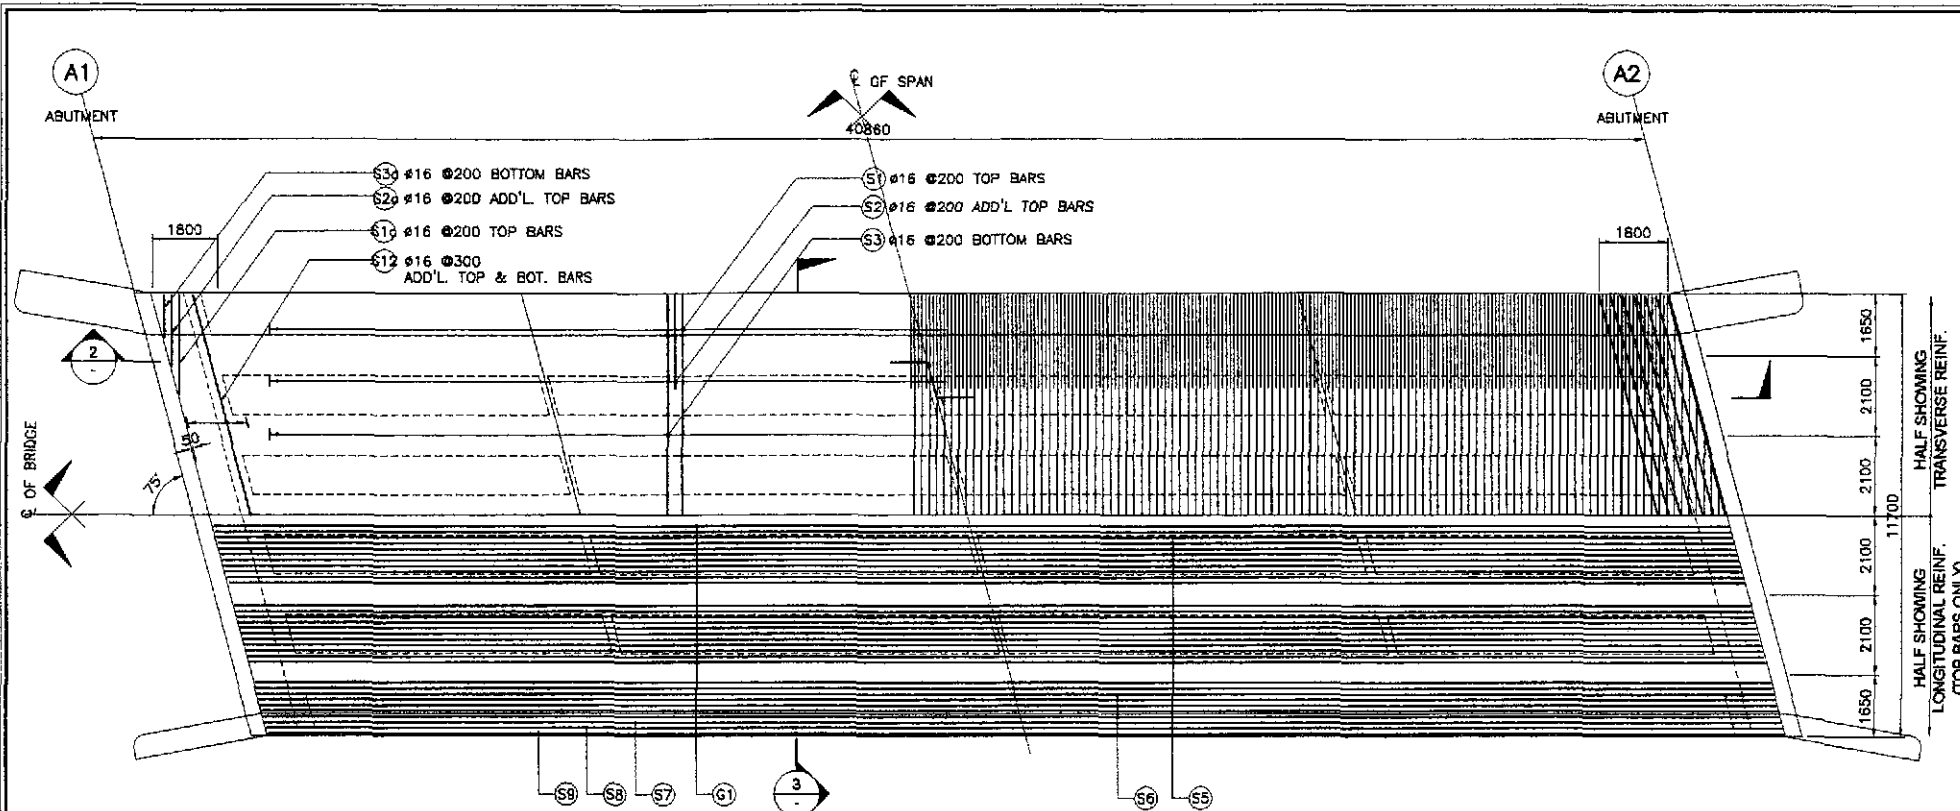 A1
ABUTMENT
℄ OF SPAN
40860
A2
ABUTMENT
S3a ø16 @200 BOTTOM BARS
S2a ø16 @200 ADD'L. TOP BARS
S1a ø16 @200 TOP BARS
S12 ø16 @300
ADD'L. TOP & BOT. BARS
S1 ø16 @200 TOP BARS
S2 ø16 @200 ADD'L TOP BARS
S3 ø16 @200 BOTTOM BARS
1800
1800
2
-
50
75°
℄ OF BRIDGE
1650
2100
2100
2100
2100
1650
11700
HALF SHOWING
TRANSVERSE REINF.
HALF SHOWING
LONGITUDINAL REINF.
(TOP BARS ONLY)
S9
S8
S7
G1
3
-
S6
S5